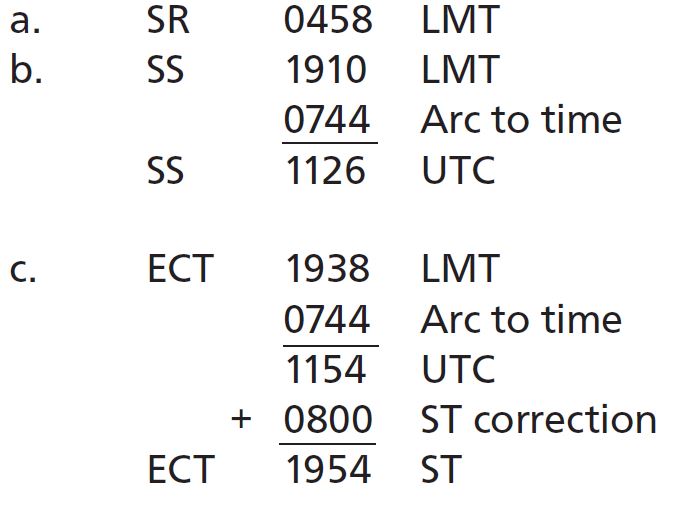 a. SR 0458 LMT
b. SS 1910 LMT
0744 Arc to time
SS 1126 UTC
c. ECT 1938 LMT
0744 Arc to time
1154 UTC
+ 0800 ST correction
ECT 1954 ST